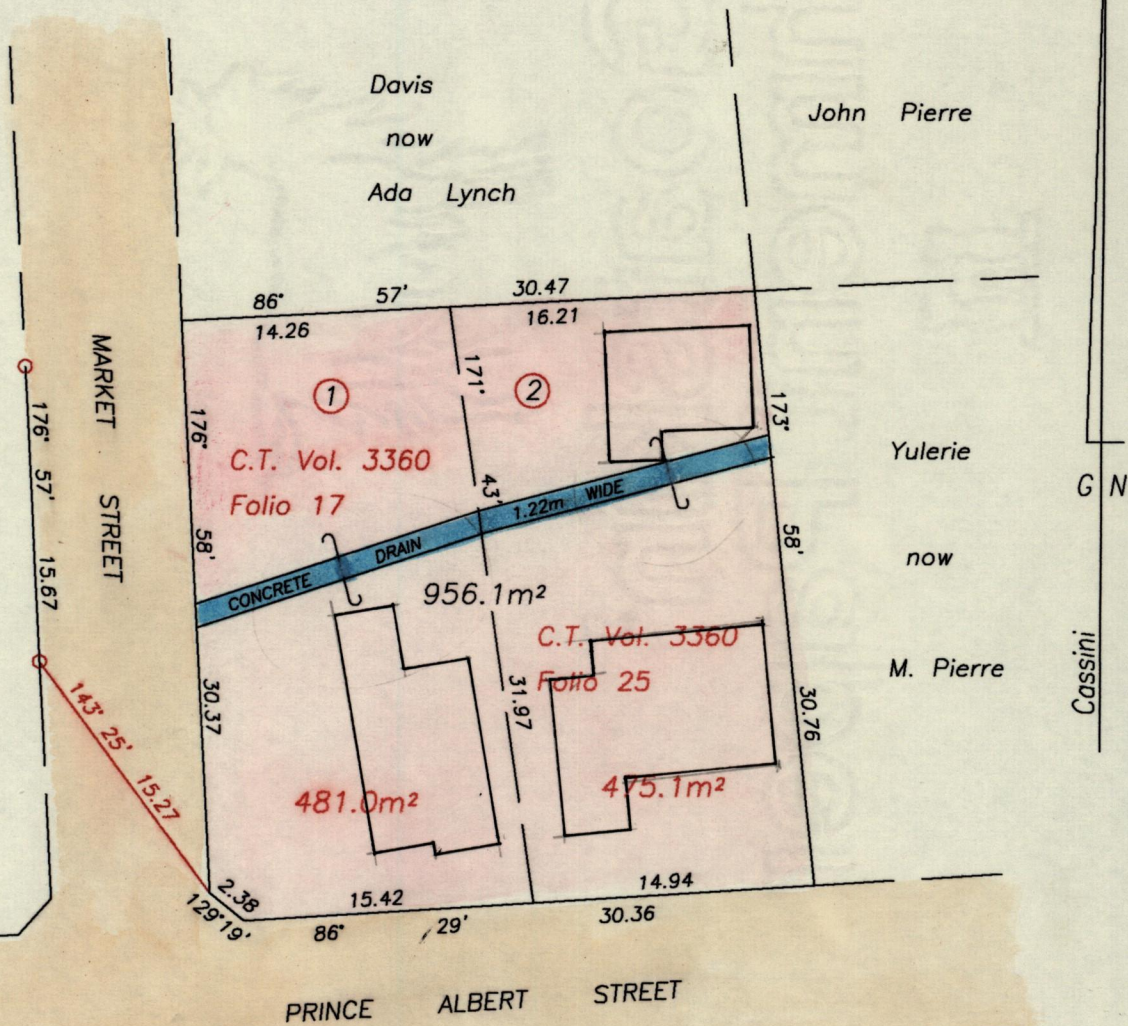 Davis
now
Ada Lynch
John Pierre
86° 57' 30.47
14.26 16.21
MARKET STREET
176° 57' 15.67
176° 58' 30.37
1
2
171° 43' 31.97
173° 58' 30.76
C.T. Vol. 3360
Folio 17
CONCRETE DRAIN 1.22m WIDE
956.1m²
C.T. Vol. 3360
Folio 25
481.0m²
475.1m²
Yulerie
now
M. Pierre
G N
Cassini
143° 25' 15.27
2.38
129°19'
15.42 14.94
86° 29' 30.36
PRINCE ALBERT STREET